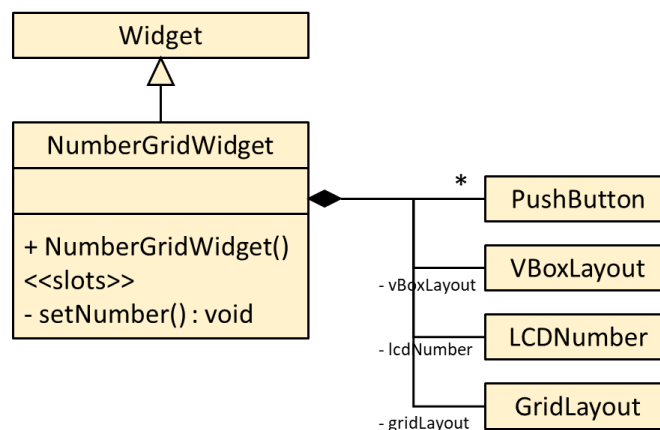 Widget
NumberGridWidget
+ NumberGridWidget()
<<slots>>
- setNumber() : void
*
PushButton
VBoxLayout
- vBoxLayout
LCDNumber
- lcdNumber
GridLayout
- gridLayout